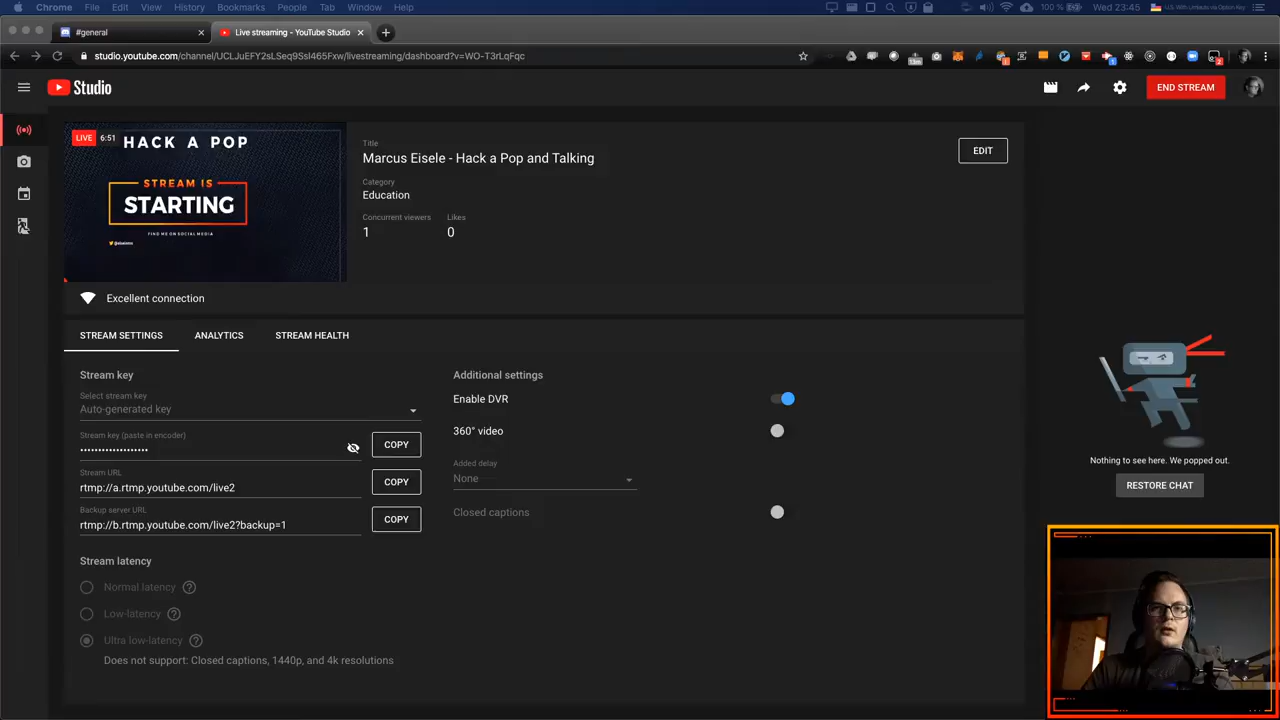 Chrome File Edit View History Bookmarks People Tab Window Help 100 % Wed 23:45 U.S. With Umlauts via Option Key
#general Live streaming - YouTube Studio
studio.youtube.com/channel/UCLJuEFY2sLSeq9SsI465Fxw/livestreaming/dashboard?v=WO-T3rLqFqc
Studio END STREAM
LIVE 6:51 HACK A POP
STREAM IS
STARTING
FIND ME ON SOCIAL MEDIA
Title
Marcus Eisele - Hack a Pop and Talking
EDIT
Category
Education
Concurrent viewers Likes
1 0
Excellent connection
STREAM SETTINGS ANALYTICS STREAM HEALTH
Stream key
Select stream key
Auto-generated key
Stream key (paste in encoder)
•••••••••••••••••••
COPY
Stream URL
rtmp://a.rtmp.youtube.com/live2
COPY
Backup server URL
rtmp://b.rtmp.youtube.com/live2?backup=1
COPY
Stream latency
Normal latency
Low-latency
Ultra low-latency
Does not support: Closed captions, 1440p, and 4k resolutions
Additional settings
Enable DVR
360° video
Added delay
None
Closed captions
Nothing to see here. We popped out.
RESTORE CHAT